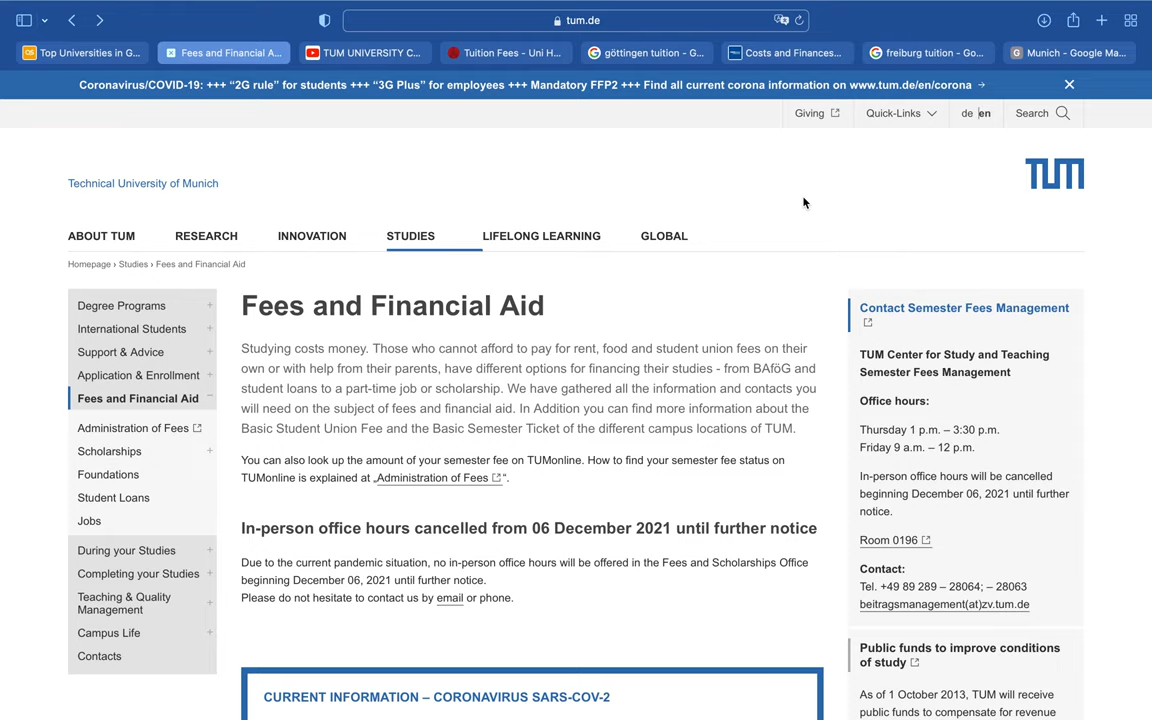 tum.de
Top Universities in G...
Fees and Financial A...
TUM UNIVERSITY C...
Tuition Fees - Uni H...
göttingen tuition - G...
Costs and Finances...
freiburg tuition - Go...
Munich - Google Ma...
Coronavirus/COVID-19: +++ “2G rule” for students +++ “3G Plus” for employees +++ Mandatory FFP2 +++ Find all current corona information on www.tum.de/en/corona
Giving
Quick-Links
de en
Search
Technical University of Munich
TUM
ABOUT TUM
RESEARCH
INNOVATION
STUDIES
LIFELONG LEARNING
GLOBAL
Homepage › Studies › Fees and Financial Aid
Degree Programs
International Students
Support & Advice
Application & Enrollment
Fees and Financial Aid
Administration of Fees
Scholarships
Foundations
Student Loans
Jobs
During your Studies
Completing your Studies
Teaching & Quality
Management
Campus Life
Contacts
Fees and Financial Aid
Studying costs money. Those who cannot afford to pay for rent, food and student union fees on their
own or with help from their parents, have different options for financing their studies - from BAföG and
student loans to a part-time job or scholarship. We have gathered all the information and contacts you
will need on the subject of fees and financial aid. In Addition you can find more information about the
Basic Student Union Fee and the Basic Semester Ticket of the different campus locations of TUM.
You can also look up the amount of your semester fee on TUMonline. How to find your semester fee status on
TUMonline is explained at „Administration of Fees “.
In-person office hours cancelled from 06 December 2021 until further notice
Due to the current pandemic situation, no in-person office hours will be offered in the Fees and Scholarships Office
beginning December 06, 2021 until further notice.
Please do not hesitate to contact us by email or phone.
CURRENT INFORMATION – CORONAVIRUS SARS-COV-2
Contact Semester Fees Management
TUM Center for Study and Teaching
Semester Fees Management
Office hours:
Thursday 1 p.m. – 3:30 p.m.
Friday 9 a.m. – 12 p.m.
In-person office hours will be cancelled
beginning December 06, 2021 until further
notice.
Room 0196
Contact:
Tel. +49 89 289 – 28064; – 28063
beitragsmanagement(at)zv.tum.de
Public funds to improve conditions
of study
As of 1 October 2013, TUM will receive
public funds to compensate for revenue